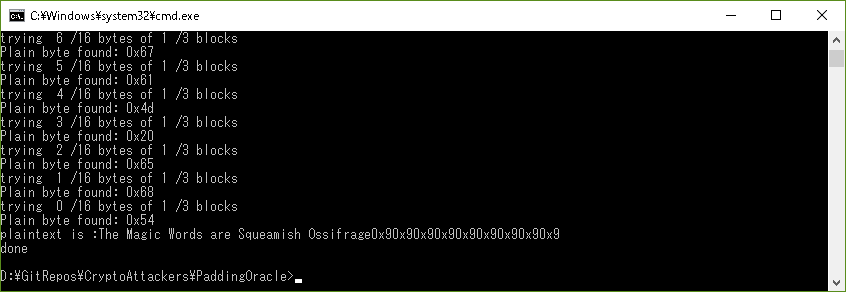 C:¥Windows¥system32¥cmd.exe
trying  6 /16 bytes of 1 /3 blocks
Plain byte found: 0x67
trying  5 /16 bytes of 1 /3 blocks
Plain byte found: 0x61
trying  4 /16 bytes of 1 /3 blocks
Plain byte found: 0x4d
trying  3 /16 bytes of 1 /3 blocks
Plain byte found: 0x20
trying  2 /16 bytes of 1 /3 blocks
Plain byte found: 0x65
trying  1 /16 bytes of 1 /3 blocks
Plain byte found: 0x68
trying  0 /16 bytes of 1 /3 blocks
Plain byte found: 0x54
plaintext is :The Magic Words are Squeamish Ossifrage0x90x90x90x90x90x90x90x90x9
done
D:¥GitRepos¥CryptoAttackers¥PaddingOracle>